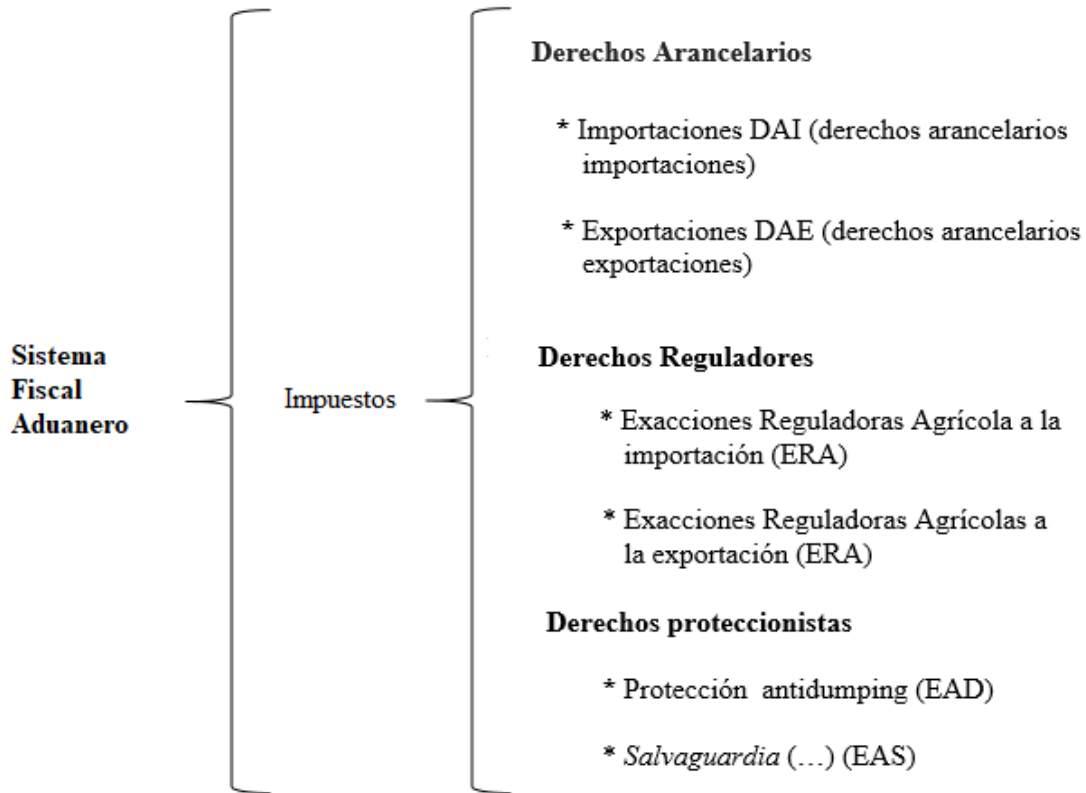 Derechos Arancelarios
* Importaciones DAI (derechos arancelarios
importaciones)
* Exportaciones DAE (derechos arancelarios
exportaciones)
Sistema
Fiscal
Aduanero
Impuestos
Derechos Reguladores
* Exacciones Reguladoras Agrícola a la
importación (ERA)
* Exacciones Reguladoras Agrícolas a
la exportación (ERA)
Derechos proteccionistas
* Protección antidumping (EAD)
* Salvaguardia (…) (EAS)